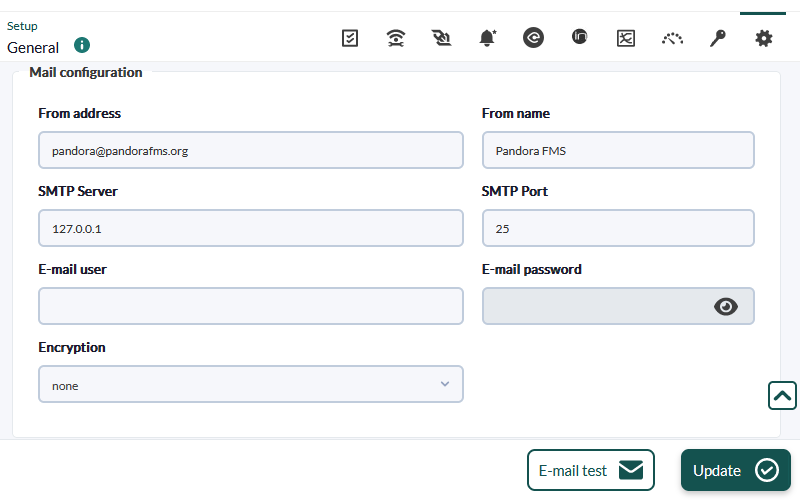 Setup
General
Mail configuration
From address
From name
pandora@pandorafms.org
Pandora FMS
SMTP Server
SMTP Port
127.0.0.1
25
E-mail user
E-mail password
Encryption
none
E-mail test
Update